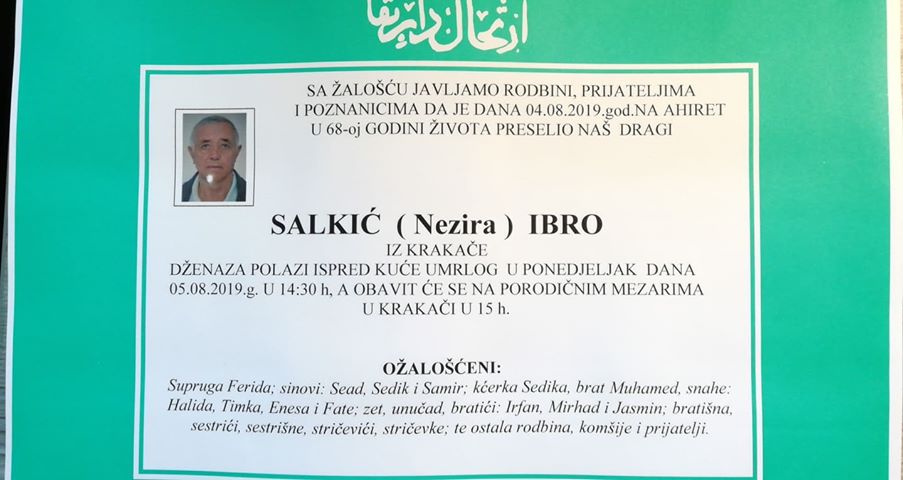 SA ŽALOŠĆU JAVLJAMO RODBINI, PRIJATELJIMA
I POZNANICIMA DA JE DANA 04.08.2019.god.NA AHIRET
U 68-oj GODINI ŽIVOTA PRESELIO NAŠ DRAGI
SALKIĆ ( Nezira ) IBRO
IZ KRAKAČE
DŽENAZA POLAZI ISPRED KUĆE UMRLOG U PONEDJELJAK DANA
05.08.2019.g. U 14:30 h, A OBAVIT ĆE SE NA PORODIČNIM MEZARIMA
U KRAKAČI U 15 h.
OŽALOŠĆENI:
Supruga Ferida; sinovi: Sead, Sedik i Samir; kćerka Sedika, brat Muhamed, snahe:
Halida, Timka, Enesa i Fate; zet, unučad, bratići: Irfan, Mirhad i Jasmin; bratišna,
sestrići, sestrišne, stričevići, stričevke; te ostala rodbina, komšije i prijatelji.